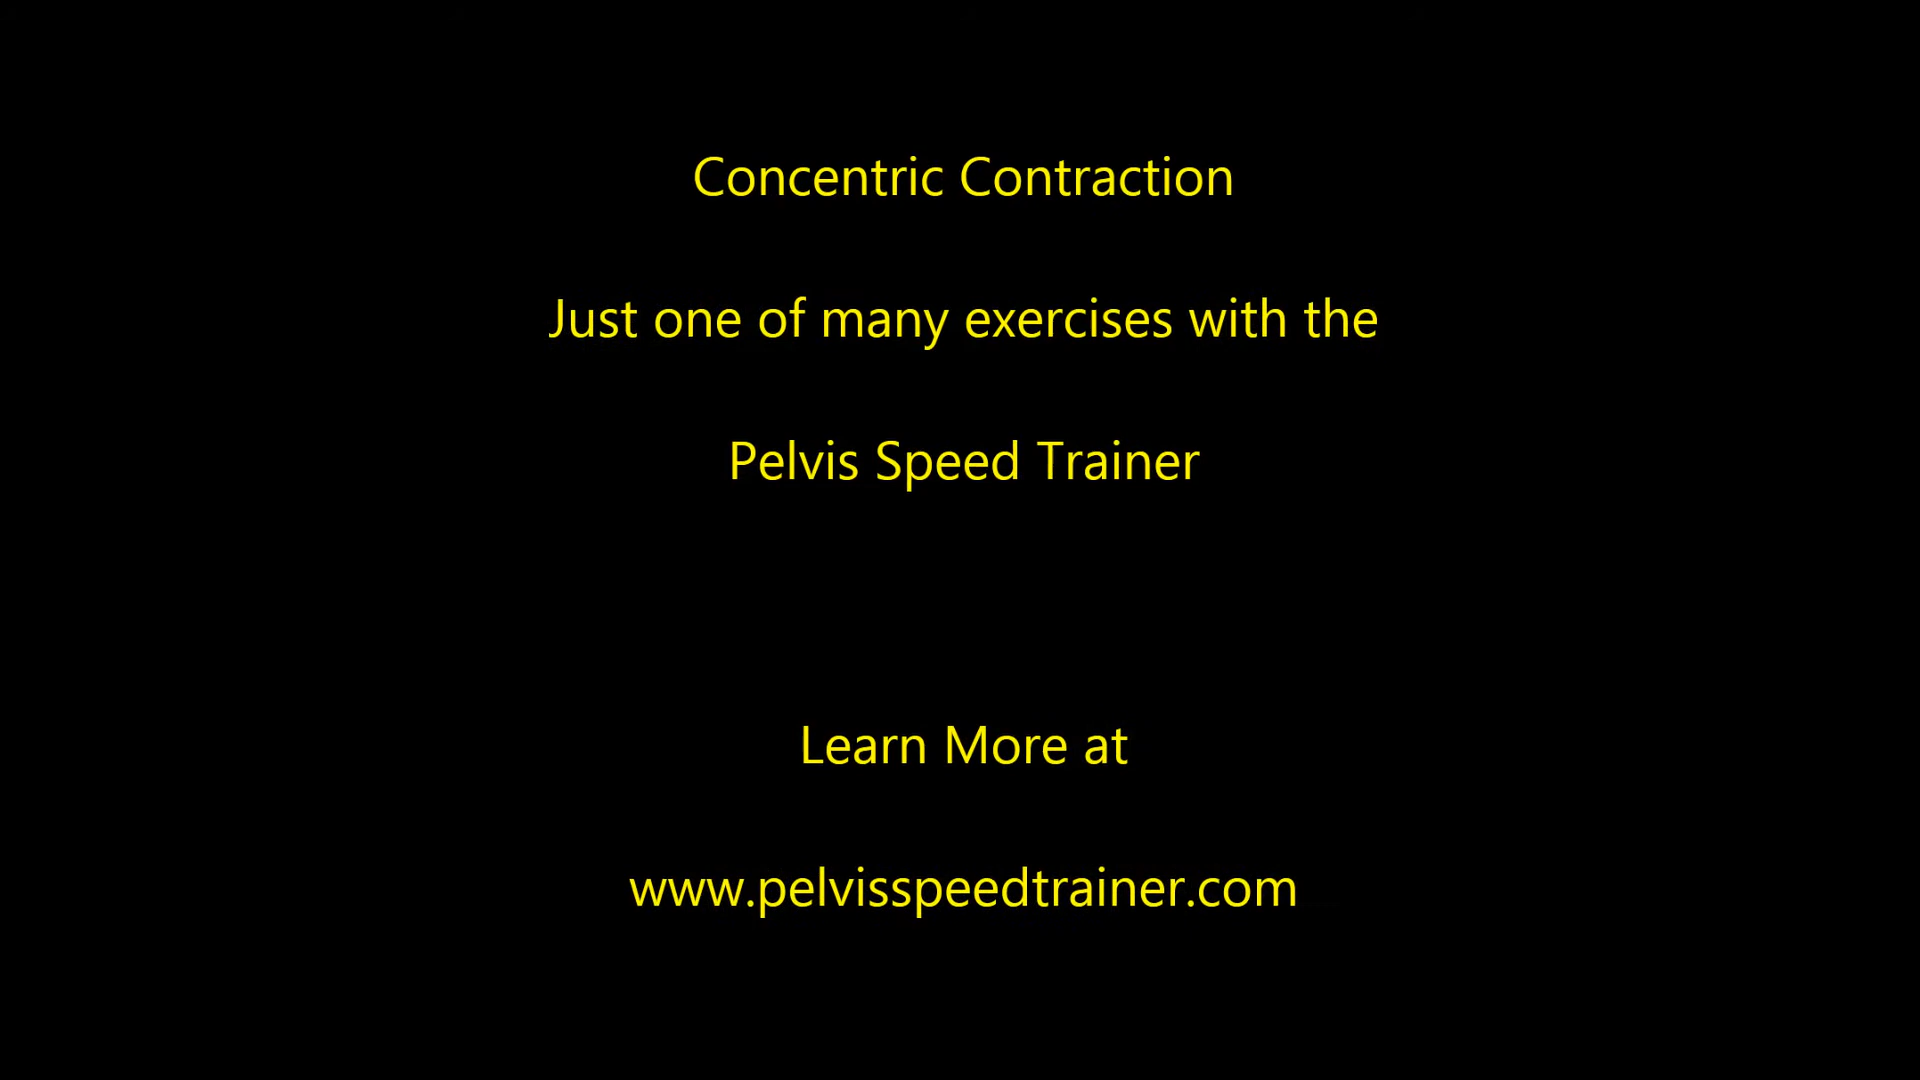 Concentric Contraction
Just one of many exercises with the
Pelvis Speed Trainer
Learn More at
www.pelvisspeedtrainer.com